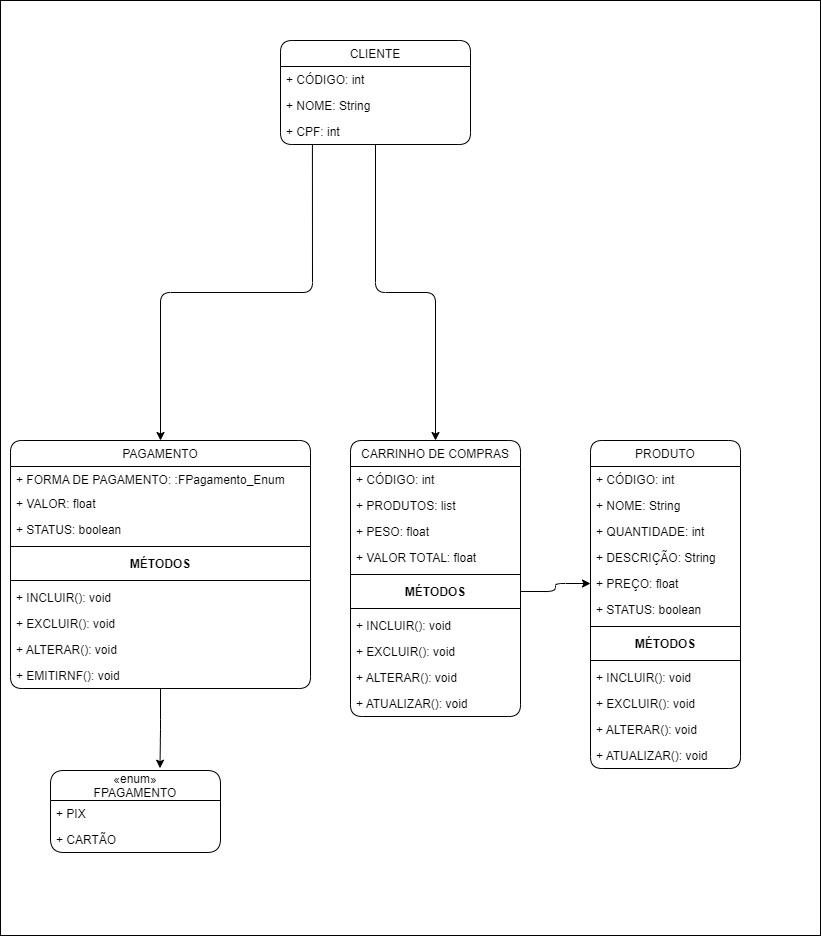 CLIENTE
+ CÓDIGO: int
+ NOME: String
+ CPF: int
PAGAMENTO
+ FORMA DE PAGAMENTO: :FPagamento_Enum
+ VALOR: float
+ STATUS: boolean
MÉTODOS
+ INCLUIR(): void
+ EXCLUIR(): void
+ ALTERAR(): void
+ EMITIRNF(): void
CARRINHO DE COMPRAS
+ CÓDIGO: int
+ PRODUTOS: list
+ PESO: float
+ VALOR TOTAL: float
MÉTODOS
+ INCLUIR(): void
+ EXCLUIR(): void
+ ALTERAR(): void
+ ATUALIZAR(): void
PRODUTO
+ CÓDIGO: int
+ NOME: String
+ QUANTIDADE: int
+ DESCRIÇÃO: String
+ PREÇO: float
+ STATUS: boolean
MÉTODOS
+ INCLUIR(): void
+ EXCLUIR(): void
+ ALTERAR(): void
+ ATUALIZAR(): void
«enum»
FPAGAMENTO
+ PIX
+ CARTÃO